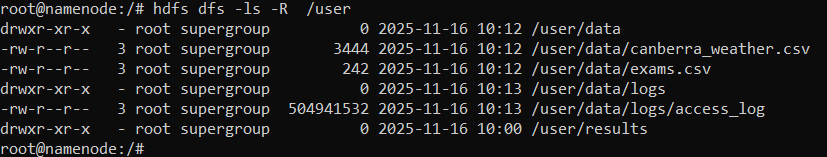 root@namenode:/# hdfs dfs -ls -R  /user
drwxr-xr-x   - root supergroup          0 2025-11-16 10:12 /user/data
-rw-r--r--   3 root supergroup       3444 2025-11-16 10:12 /user/data/canberra_weather.csv
-rw-r--r--   3 root supergroup        242 2025-11-16 10:12 /user/data/exams.csv
drwxr-xr-x   - root supergroup          0 2025-11-16 10:13 /user/data/logs
-rw-r--r--   3 root supergroup  504941532 2025-11-16 10:13 /user/data/logs/access_log
drwxr-xr-x   - root supergroup          0 2025-11-16 10:00 /user/results
root@namenode:/#